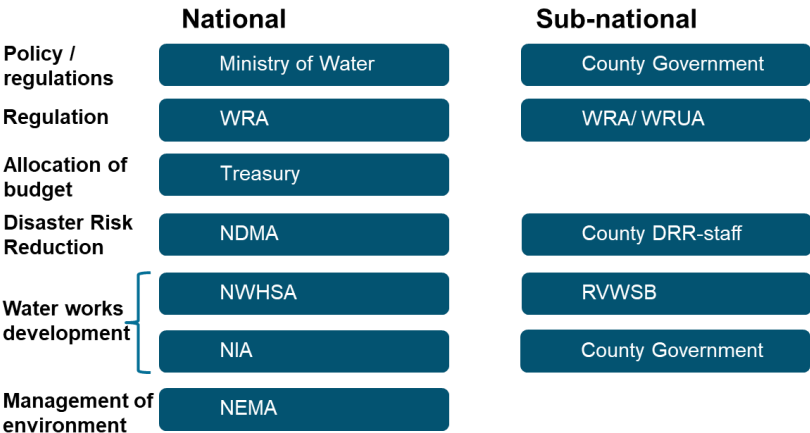 National Sub-national
Policy /
regulations
Ministry of Water County Government
Regulation WRA WRA/ WRUA
Allocation of
budget
Treasury
Disaster Risk
Reduction
NDMA County DRR-staff
Water works
development
NWHSA RVWSB
NIA County Government
Management of
environment
NEMA